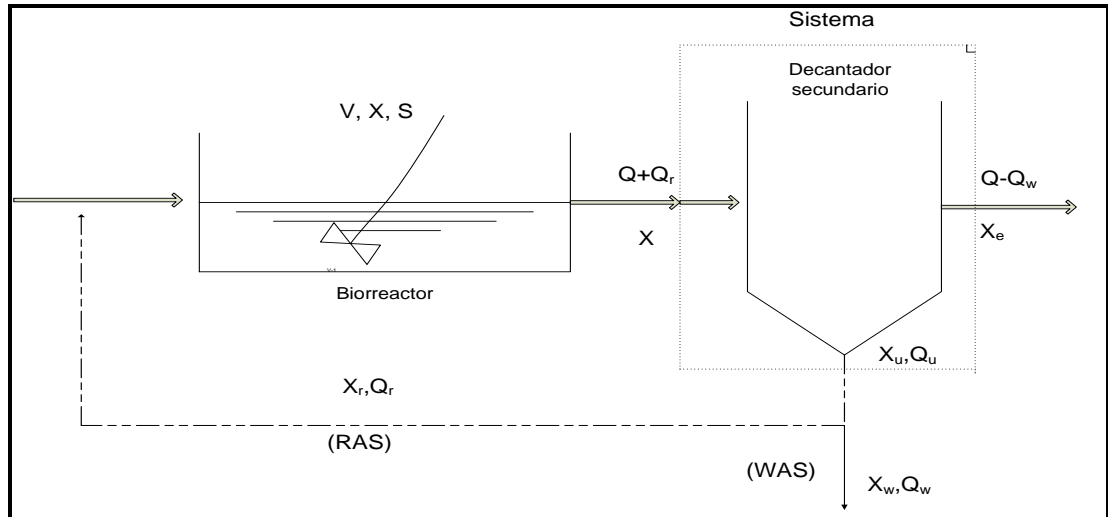 Sistema
Decantador
secundario
V, X, S
Q+Qr
Q-Qw
X
Xe
Biorreactor
Xu,Qu
Xr,Qr
(RAS)
(WAS)
Xw,Qw